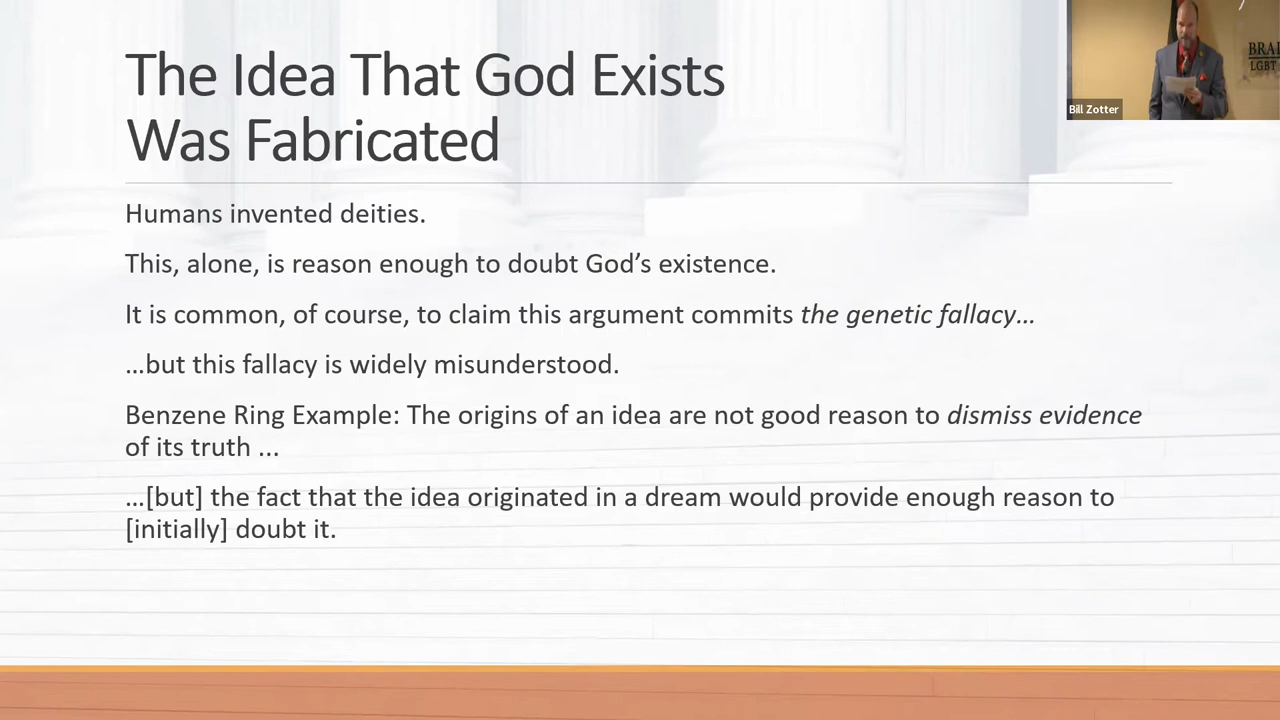 The Idea That God Exists
Was Fabricated
Humans invented deities.
This, alone, is reason enough to doubt God’s existence.
It is common, of course, to claim this argument commits the genetic fallacy…
…but this fallacy is widely misunderstood.
Benzene Ring Example: The origins of an idea are not good reason to dismiss evidence
of its truth ...
…[but] the fact that the idea originated in a dream would provide enough reason to
[initially] doubt it.
Bill Zotter
BRA
LGBT